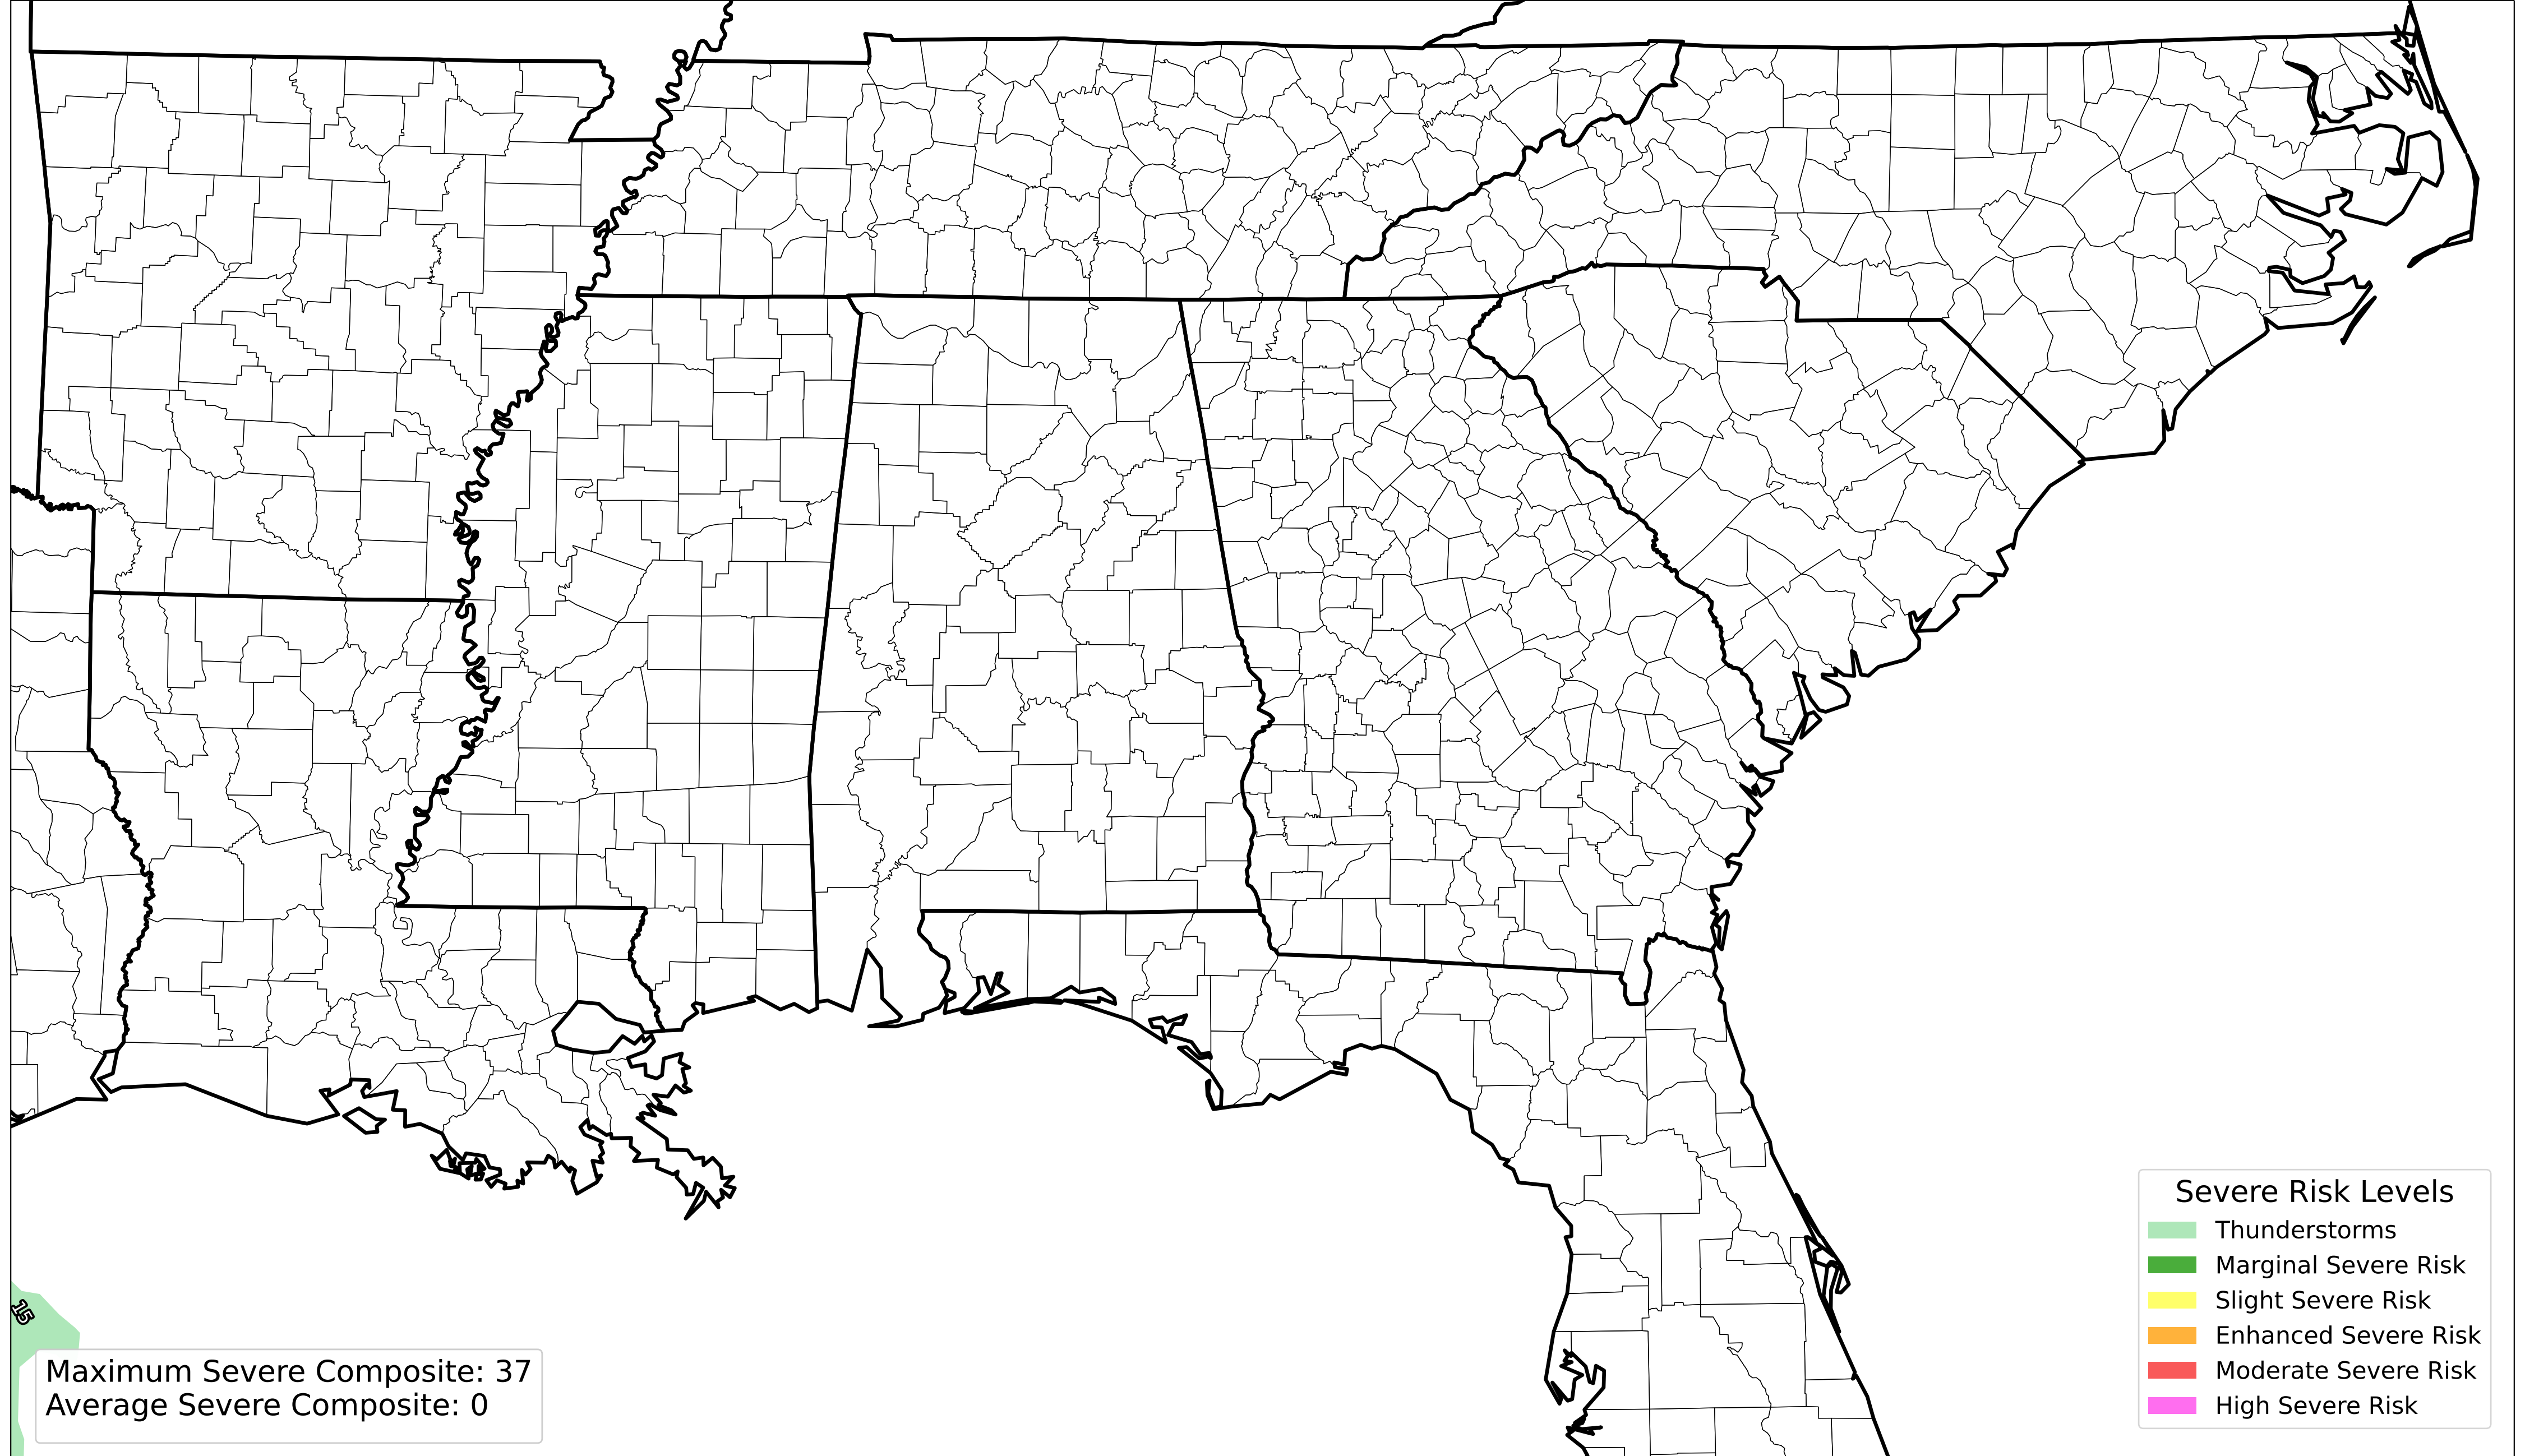 15
Maximum Severe Composite: 37
Average Severe Composite: 0
Severe Risk Levels
Thunderstorms
Marginal Severe Risk
Slight Severe Risk
Enhanced Severe Risk
Moderate Severe Risk
High Severe Risk